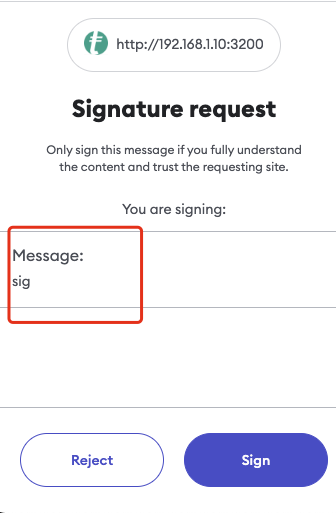 http://192.168.1.10:3200
Signature request
Only sign this message if you fully understand
the content and trust the requesting site.
You are signing:
Message:
sig
Reject
Sign